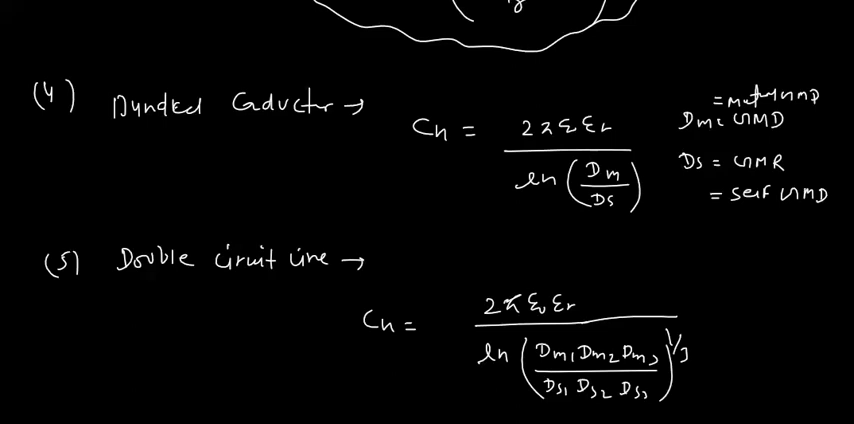 (4) Bundled Conductor →
Cn = 2πε₀εr / ln(Dm/Ds)
= Mutual GMD
Dm = GMD
Ds = GMR
= Self GMD
(5) Double Circuit Line →
Cn = 2πε₀εr / ln(Dm1 Dm2 Dm3 / Ds1 Ds2 Ds3)^1/3